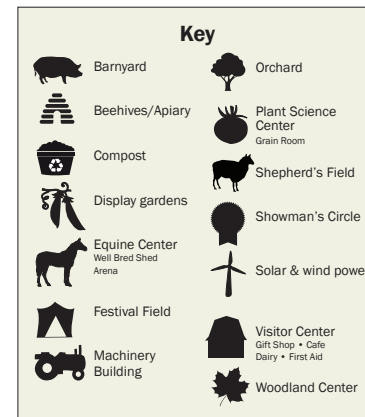 Key
Barnyard
Beehives/Apiary
Compost
Display gardens
Equine Center
Well Bred Shed
Arena
Festival Field
Machinery
Building
Orchard
Plant Science
Center
Grain Room
Shepherd's Field
Showman's Circle
Solar & wind powe
Visitor Center
Gift Shop • Cafe
Dairy • First Aid
Woodland Center